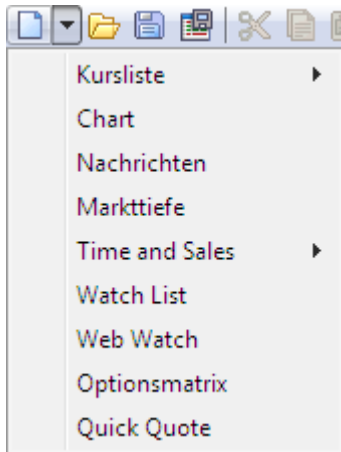 Kursliste
Chart
Nachrichten
Markttiefe
Time and Sales
Watch List
Web Watch
Optionsmatrix
Quick Quote